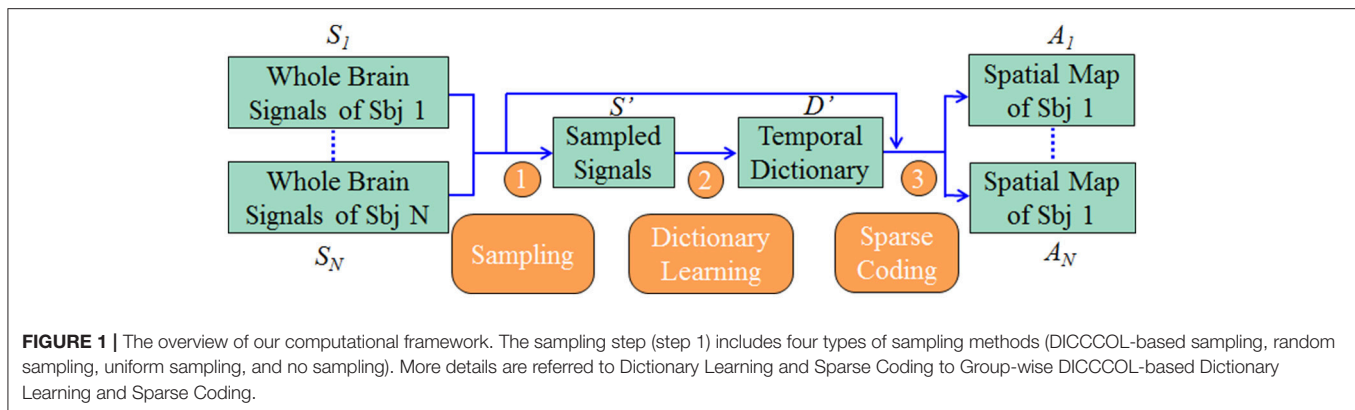 S1
Whole Brain
Signals of Sbj 1
Whole Brain
Signals of Sbj N
SN
S'
Sampled
Signals
D'
Temporal
Dictionary
A1
Spatial Map
of Sbj 1
Spatial Map
of Sbj 1
AN
1
2
3
Sampling
Dictionary
Learning
Sparse
Coding
FIGURE 1 | The overview of our computational framework. The sampling step (step 1) includes four types of sampling methods (DICCCOL-based sampling, random
sampling, uniform sampling, and no sampling). More details are referred to Dictionary Learning and Sparse Coding to Group-wise DICCCOL-based Dictionary
Learning and Sparse Coding.